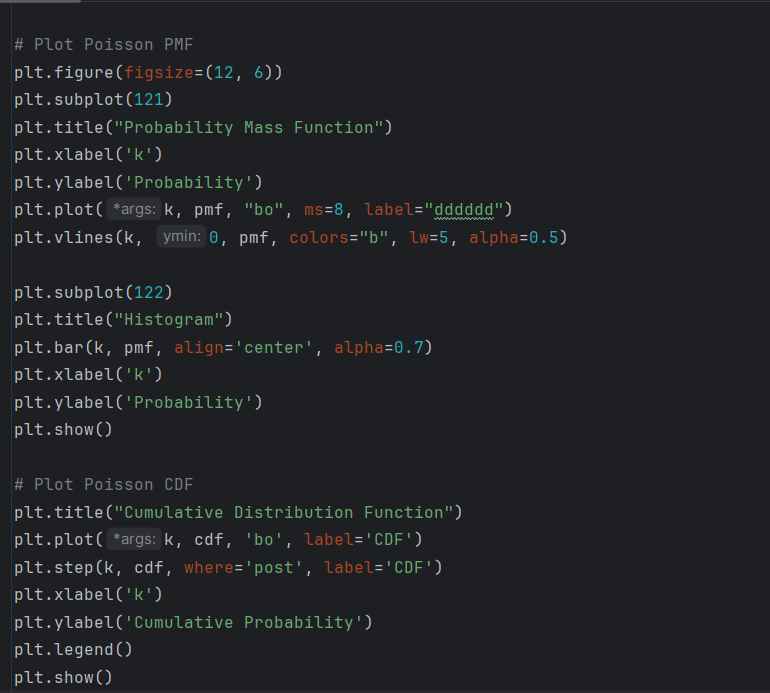 # Plot Poisson PMF
plt.figure(figsize=(12, 6))
plt.subplot(121)
plt.title("Probability Mass Function")
plt.xlabel('k')
plt.ylabel('Probability')
plt.plot( *args: k, pmf, "bo", ms=8, label="dddddd")
plt.vlines(k, ymin: 0, pmf, colors="b", lw=5, alpha=0.5)
plt.subplot(122)
plt.title("Histogram")
plt.bar(k, pmf, align='center', alpha=0.7)
plt.xlabel('k')
plt.ylabel('Probability')
plt.show()
# Plot Poisson CDF
plt.title("Cumulative Distribution Function")
plt.plot( *args: k, cdf, 'bo', label='CDF')
plt.step(k, cdf, where='post', label='CDF')
plt.xlabel('k')
plt.ylabel('Cumulative Probability')
plt.legend()
plt.show()